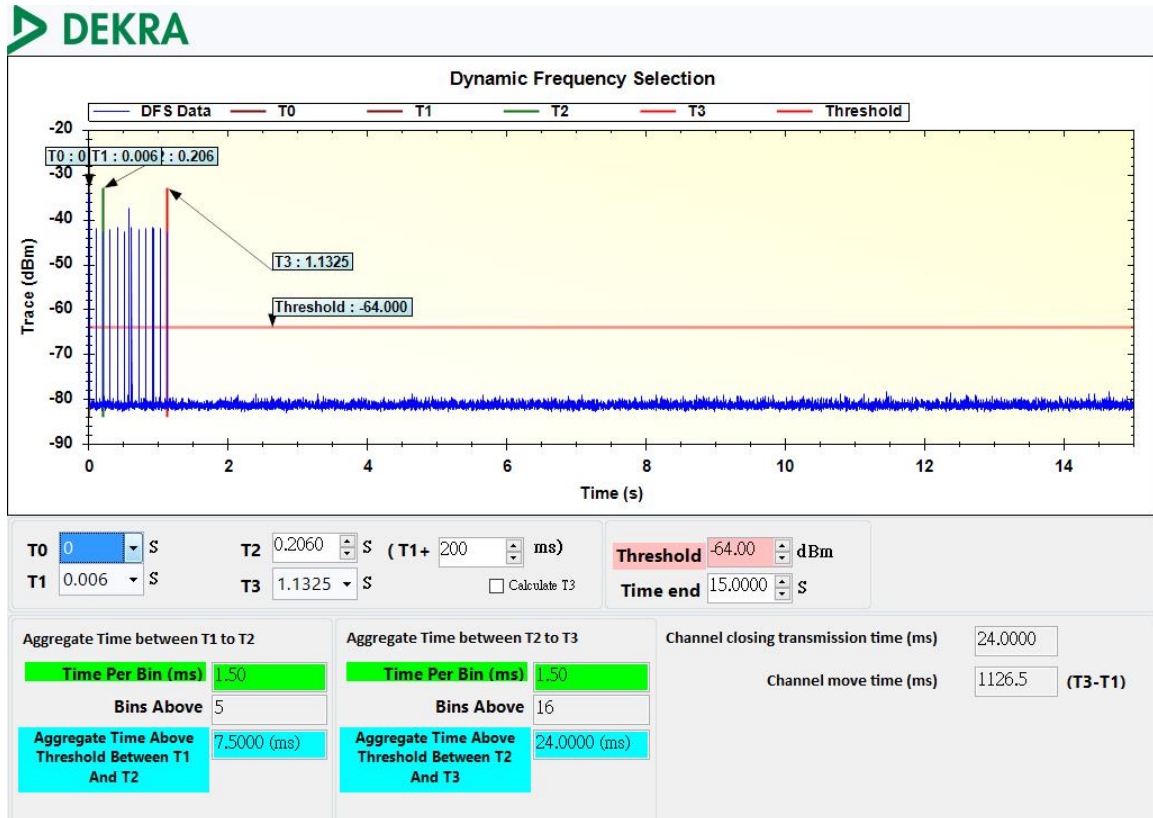 DEKRA
Dynamic Frequency Selection
DFS Data T0 T1 T2 T3 Threshold
-20
T0 : 0 T1 : 0.006 : 0.206
-30
-40
-50
T3 : 1.1325
Threshold : -64.000
-60
-70
-80
-90
Trace (dBm)
0 2 4 6 8 10 12 14
Time (s)
T0 0 S T2 0.2060 S ( T1+ 200 ms) Threshold -64.00 dBm
T1 0.006 S T3 1.1325 S Calculate T3 Time end 15.0000 S
Aggregate Time between T1 to T2
Time Per Bin (ms) 1.50
Bins Above 5
Aggregate Time Above
Threshold Between T1
And T2
7.5000 (ms)
Aggregate Time between T2 to T3
Time Per Bin (ms) 1.50
Bins Above 16
Aggregate Time Above
Threshold Between T2
And T3
24.0000 (ms)
Channel closing transmission time (ms) 24.0000
Channel move time (ms) 1126.5 (T3-T1)